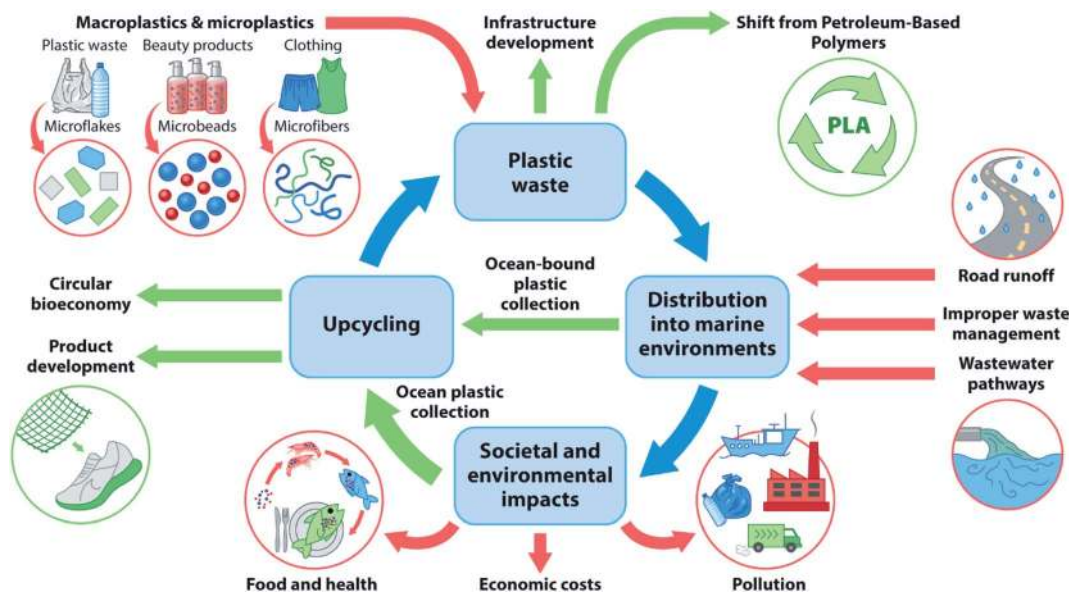 Macroplastics & microplastics
Plastic waste
Beauty products
Clothing
Microflakes
Microbeads
Microfibers
Infrastructure
development
Shift from Petroleum-Based
Polymers
PLA
Plastic
waste
Road runoff
Improper waste
management
Wastewater
pathways
Distribution
into marine
environments
Ocean-bound
plastic
collection
Upcycling
Circular
bioeconomy
Product
development
Ocean plastic
collection
Societal and
environmental
impacts
Food and health
Economic costs
Pollution